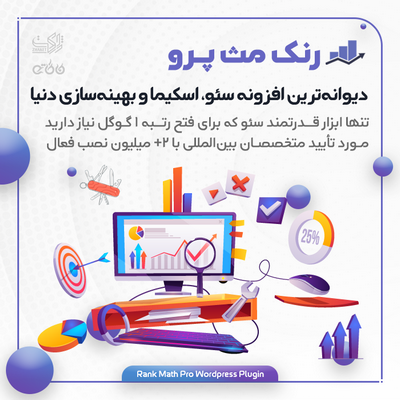 رنک مث پرو
دیوانه‌ترین افزونه سئو، اسکیما و بهینه‌سازی دنیا
تنها ابزار قدرتمند سئو که برای فتح رتبه ۱ گوگل نیاز دارید
مورد تأیید متخصصان بین‌المللی با ۲+ میلیون نصب فعال
25%
Rank Math Pro Wordpress Plugin